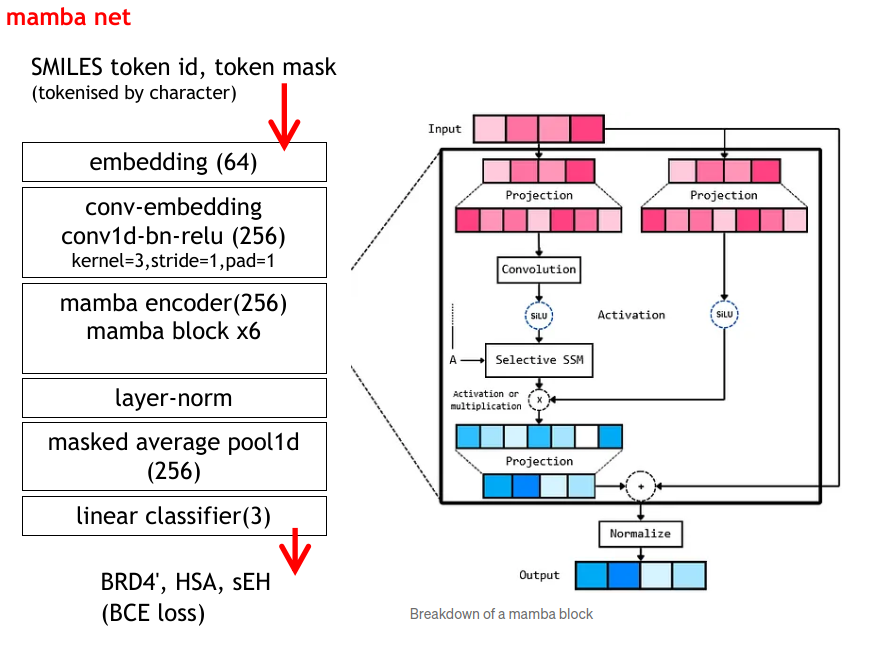 mamba net
SMILES token id, token mask
(tokenised by character)
embedding (64)
conv-embedding
conv1d-bn-relu (256)
kernel=3,stride=1,pad=1
mamba encoder(256)
mamba block x6
layer-norm
masked average pool1d
(256)
linear classifier(3)
BRD4', HSA, sEH
(BCE loss)
Input
Projection
Projection
Convolution
SiLU
Activation
SiLU
A
Selective SSM
Activation or
multiplication
x
Projection
+
Normalize
Output
Breakdown of a mamba block